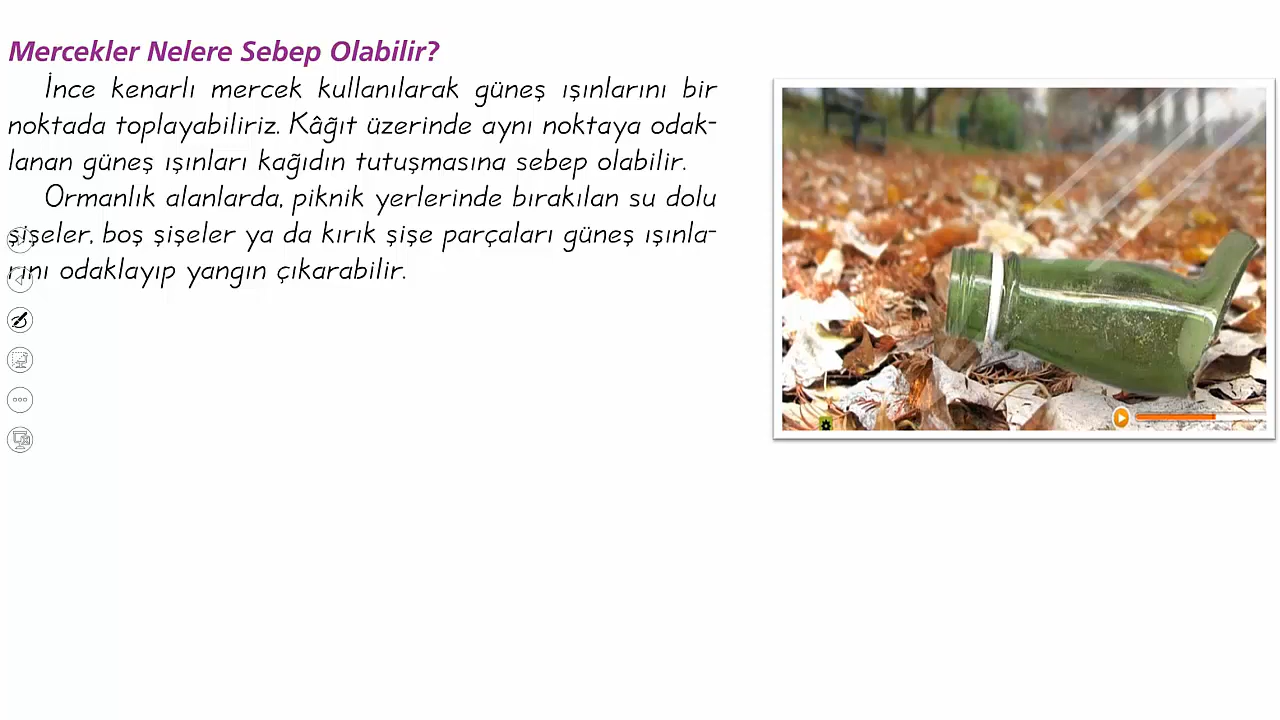 Mercekler Nelere Sebep Olabilir?
İnce kenarlı mercek kullanılarak güneş ışınlarını bir
noktada toplayabiliriz. Kâğıt üzerinde aynı noktaya odak-
lanan güneş ışınları kağıdın tutuşmasına sebep olabilir.
Ormanlık alanlarda, piknik yerlerinde bırakılan su dolu
şişeler, boş şişeler ya da kırık şişe parçaları güneş ışınla-
rını odaklayıp yangın çıkarabilir.